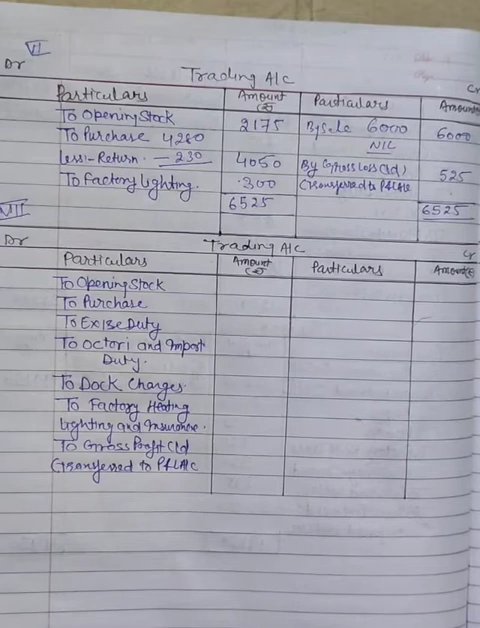 VI
Dr Trading A/c Cr
Particulars Amount (₹) Particulars Amount
To Opening Stock 2175 By Sale 6000 6000
To Purchase 4280 NIL
Less:- Return. — 230 4050 By Gross Loss C/d 525
To Factory Lighting. 300 (Transferred to P&L A/c
6525 6525
VII
Dr Trading A/c Cr
Particulars Amount (₹) Particulars Amount(₹)
To Opening Stock
To Purchase
To Exise Duty
To Octori and Import
Duty.
To Dock Charges.
To Factory Heating
Lighting and Insurance.
To Gross Profit C/d
(Transferred to P&L A/C